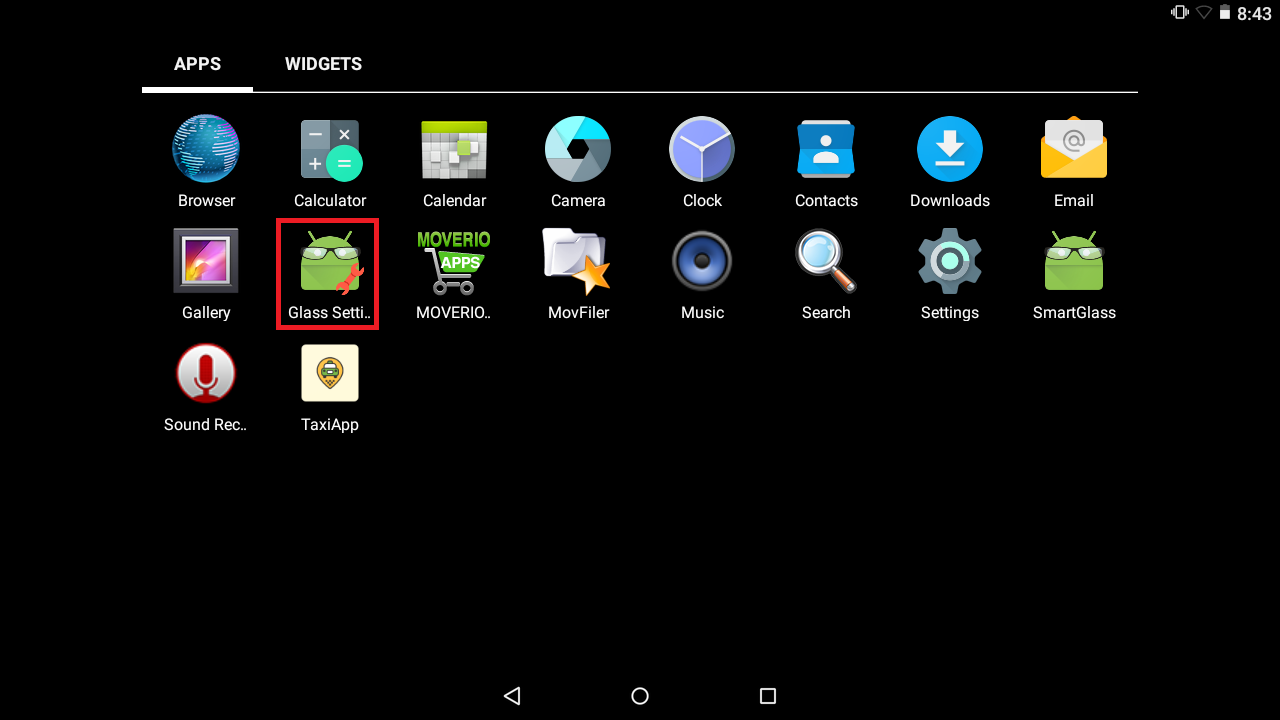 8:43
APPS WIDGETS
Browser Calculator Calendar Camera Clock Contacts Downloads Email
@
MOVERIO
APPS
Gallery Glass Setti.. MOVERIO.. MovFiler Music Search Settings SmartGlass
Sound Rec.. TaxiApp